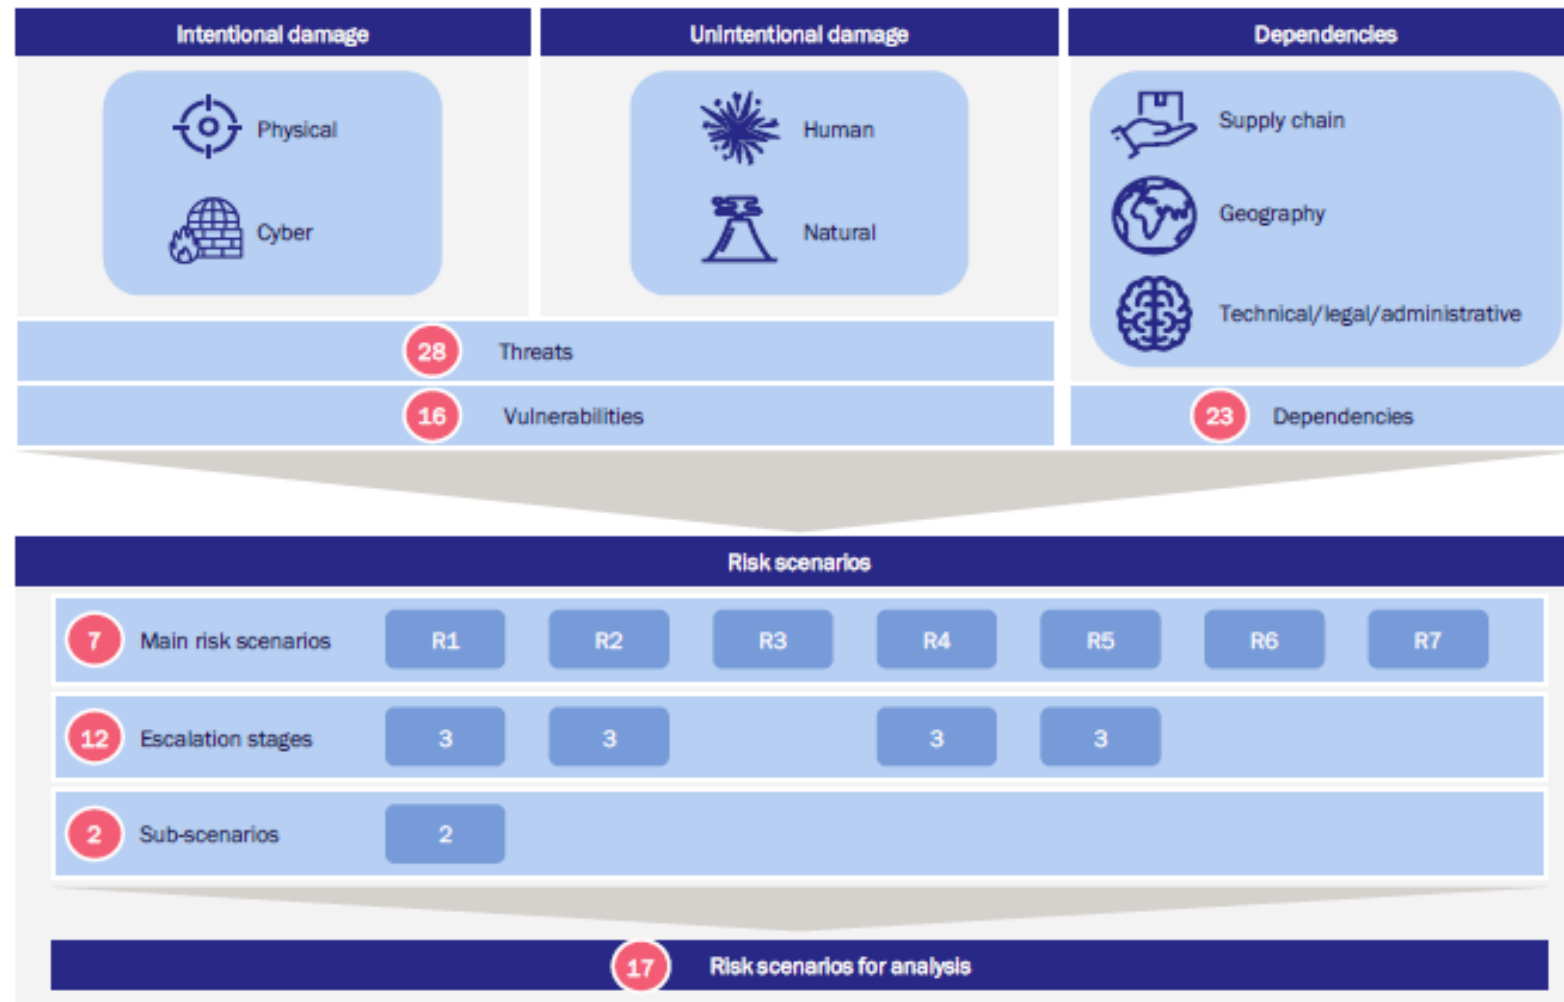 Intentional damage
Unintentional damage
Dependencies
Physical
Cyber
Human
Natural
Supply chain
Geography
Technical/legal/administrative
28 Threats
16 Vulnerabilities
23 Dependencies
Risk scenarios
7 Main risk scenarios R1 R2 R3 R4 R5 R6 R7
12 Escalation stages 3 3 3 3
2 Sub-scenarios 2
17 Risk scenarios for analysis